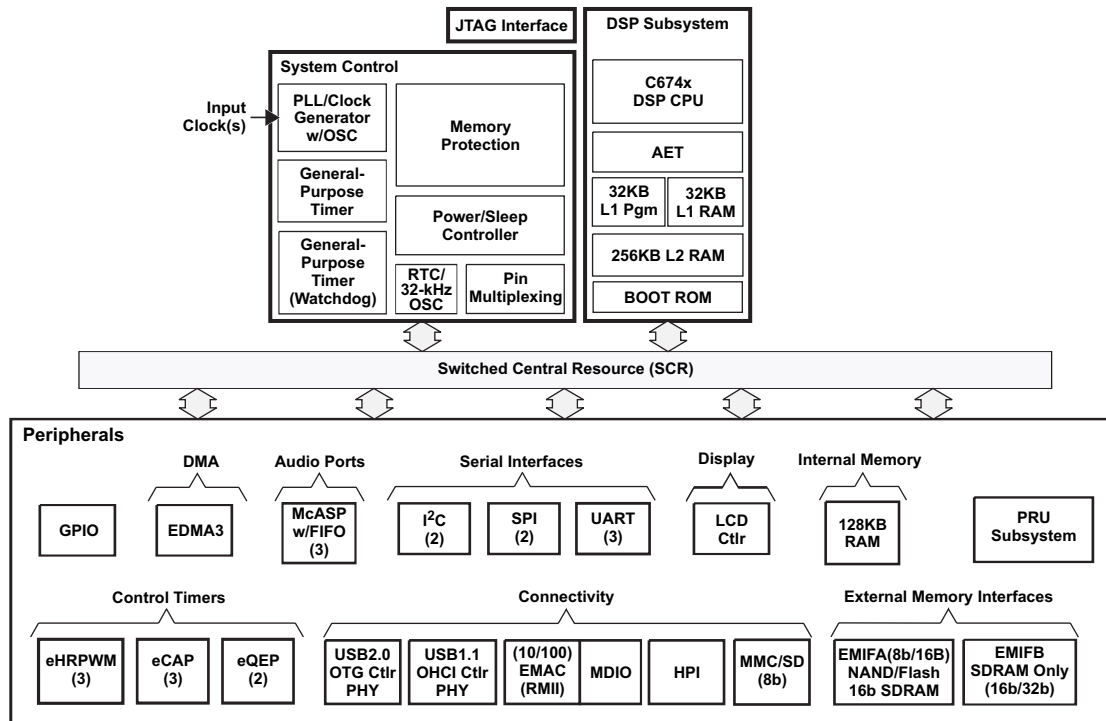 JTAG Interface
DSP Subsystem
System Control
Input
Clock(s)
PLL/Clock
Generator
w/OSC
General-
Purpose
Timer
General-
Purpose
Timer
(Watchdog)
Memory
Protection
Power/Sleep
Controller
RTC/
32-kHz
OSC
Pin
Multiplexing
C674x
DSP CPU
AET
32KB
L1 Pgm
32KB
L1 RAM
256KB L2 RAM
BOOT ROM
Switched Central Resource (SCR)
Peripherals
DMA
Audio Ports
Serial Interfaces
Display
Internal Memory
GPIO
EDMA3
McASP
w/FIFO
(3)
I²C
(2)
SPI
(2)
UART
(3)
LCD
Ctlr
128KB
RAM
PRU
Subsystem
Control Timers
Connectivity
External Memory Interfaces
eHRPWM
(3)
eCAP
(3)
eQEP
(2)
USB2.0
OTG Ctlr
PHY
USB1.1
OHCI Ctlr
PHY
(10/100)
EMAC
(RMII)
MDIO
HPI
MMC/SD
(8b)
EMIFA(8b/16B)
NAND/Flash
16b SDRAM
EMIFB
SDRAM Only
(16b/32b)